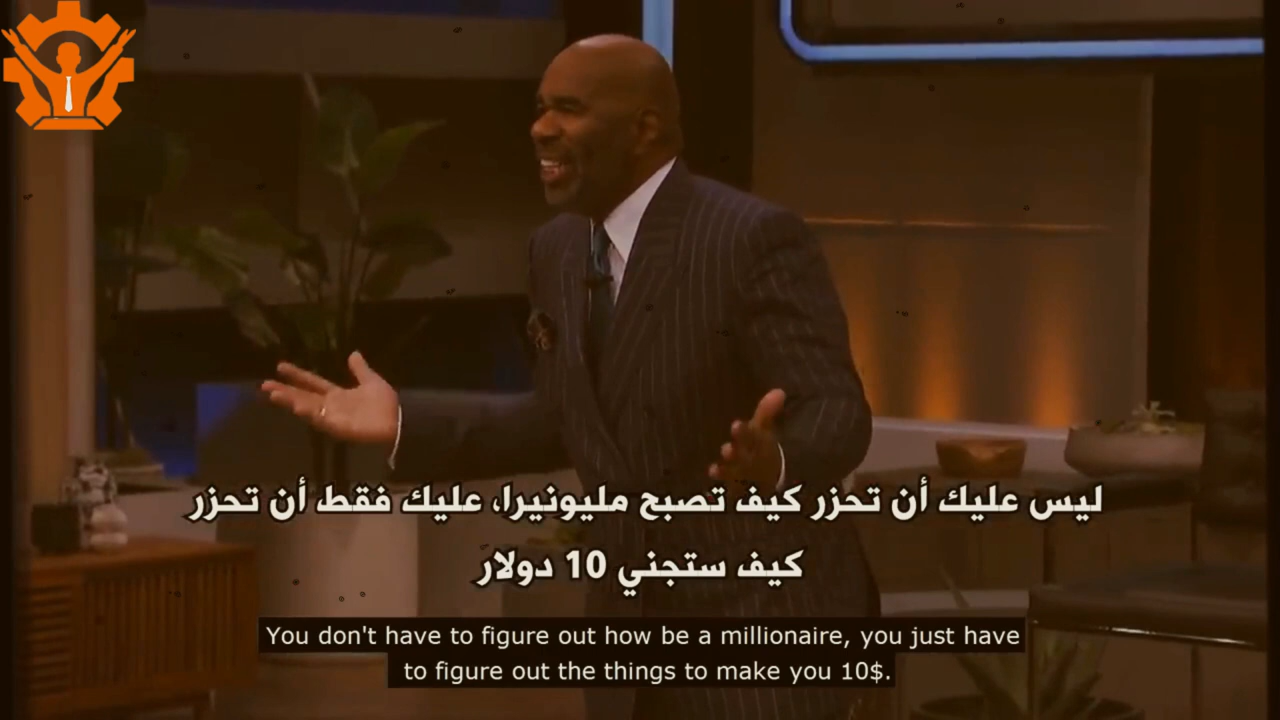 ليس عليك أن تحزر كيف تصبح مليونيرا، عليك فقط أن تحزر
كيف ستجني 10 دولار
You don't have to figure out how be a millionaire, you just have
to figure out the things to make you 10$.